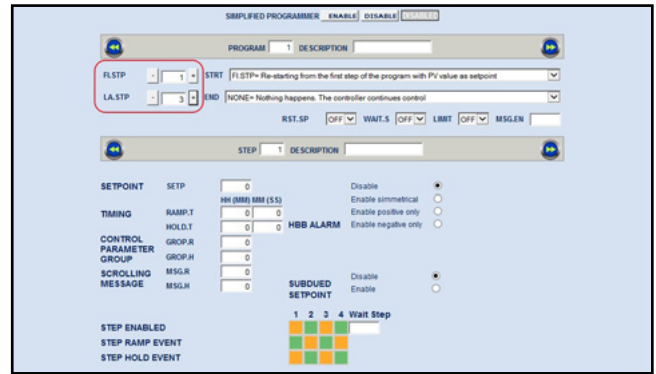 SIMPLIFIED PROGRAMMER ENABLE DISABLE DISABLED
PROGRAM 1 DESCRIPTION
FI.STP - 1 + STRT FI.STP= Re-starting from the first step of the program with PV value as setpoint
LA.STP - 3 + END NONE= Nothing happens. The controller continues control
RST.SP OFF WAIT.S OFF LIMIT OFF MSG.EN
STEP 1 DESCRIPTION
SETPOINT SETP 0 Disable
HH (MM) MM (SS) Enable simmetrical
TIMING RAMP.T 0 0 Enable positive only
HOLD.T 0 0 HBB ALARM Enable negative only
CONTROL PARAMETER GROUP GROP.R 0
GROP.H 0
SCROLLING MESSAGE MSG.R 0 Disable
MSG.H 0 SUBDUED SETPOINT Enable
1 2 3 4 Wait Step
STEP ENABLED
STEP RAMP EVENT
STEP HOLD EVENT